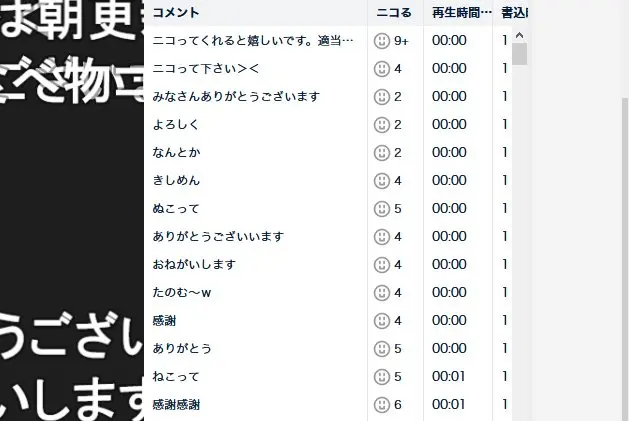 は朝更
コメント ニコる 再生時間… 書込
ニコってくれると嬉しいです。適当… 9+ 00:00 1
ニコって下さい＞＜ 4 00:00 1
みなさんありがとうございます 2 00:00 1
よろしく 2 00:00 1
なんとか 2 00:00 1
きしめん 4 00:00 1
ぬこって 5 00:00 1
ありがとうございいます 4 00:00 1
おねがいします 4 00:00 1
たのむ～w 4 00:00 1
感謝 4 00:00 1
ありがとう 5 00:00 1
ねこって 5 00:01 1
感謝感謝 6 00:01 1
うござい
いします